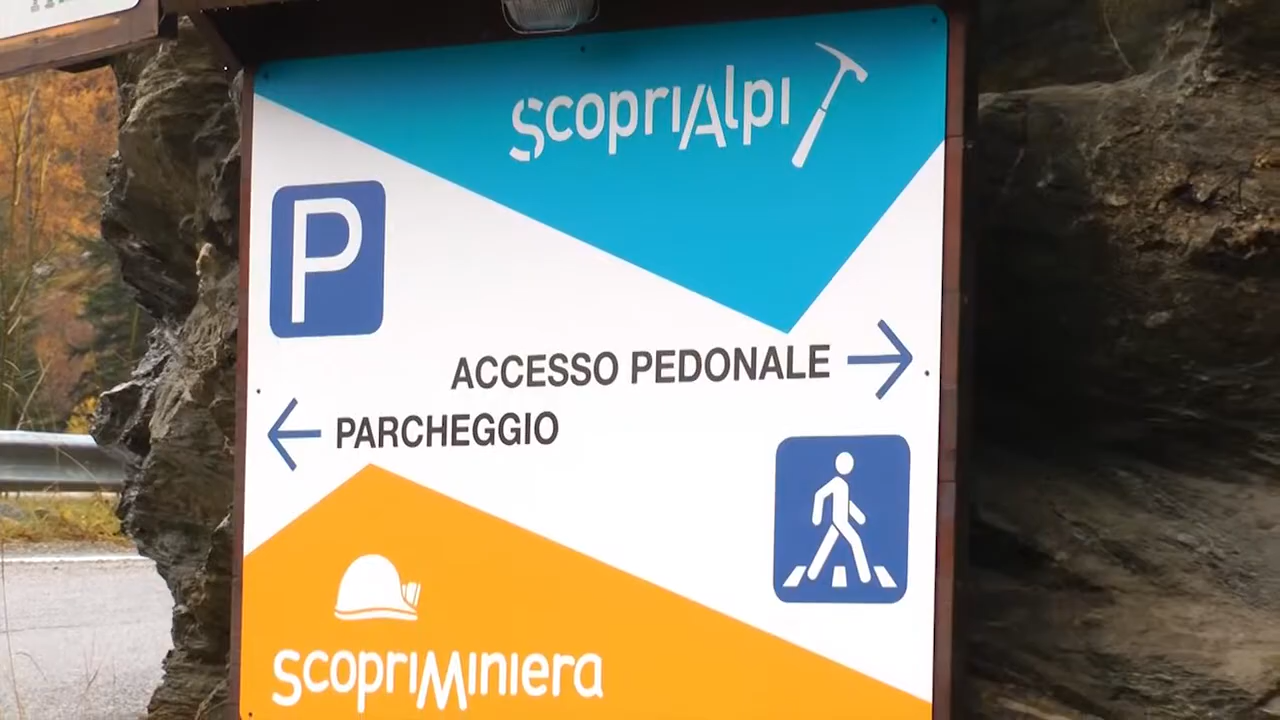 ScopriAlpi
P
ACCESSO PEDONALE
PARCHEGGIO
ScopriMiniera